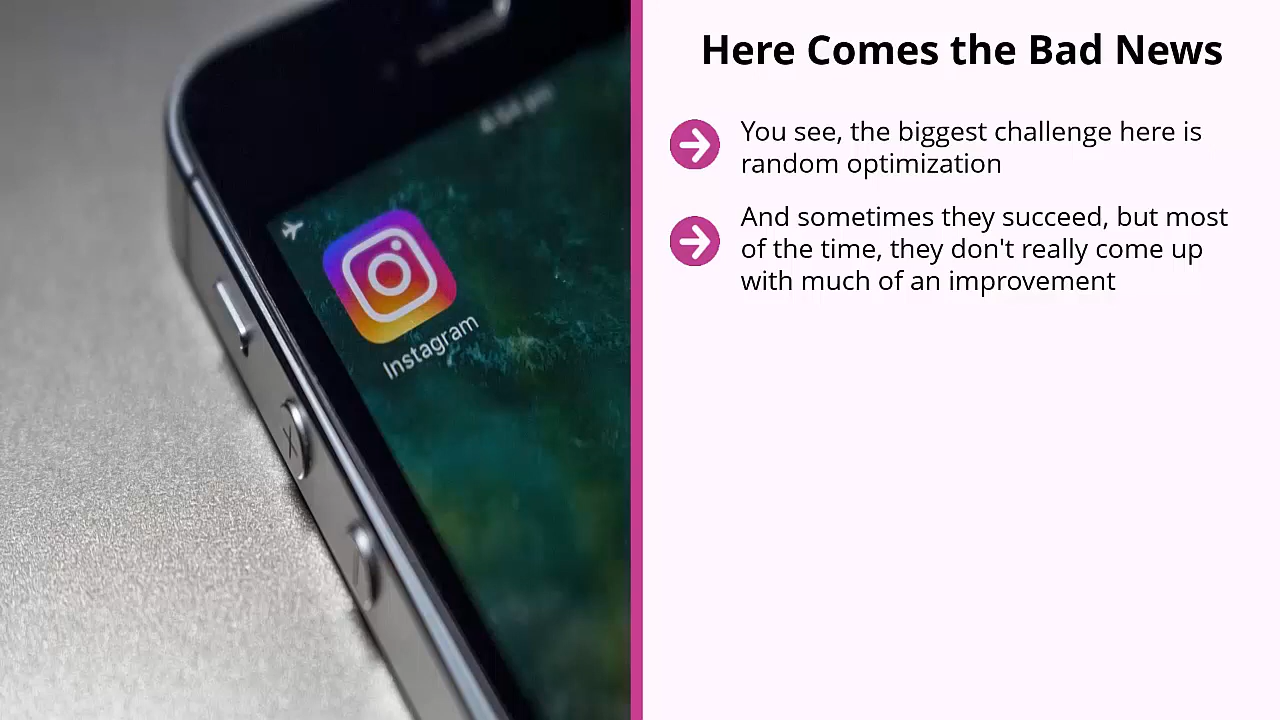 Here Comes the Bad News
You see, the biggest challenge here is
random optimization
And sometimes they succeed, but most
of the time, they don't really come up
with much of an improvement
Instagram